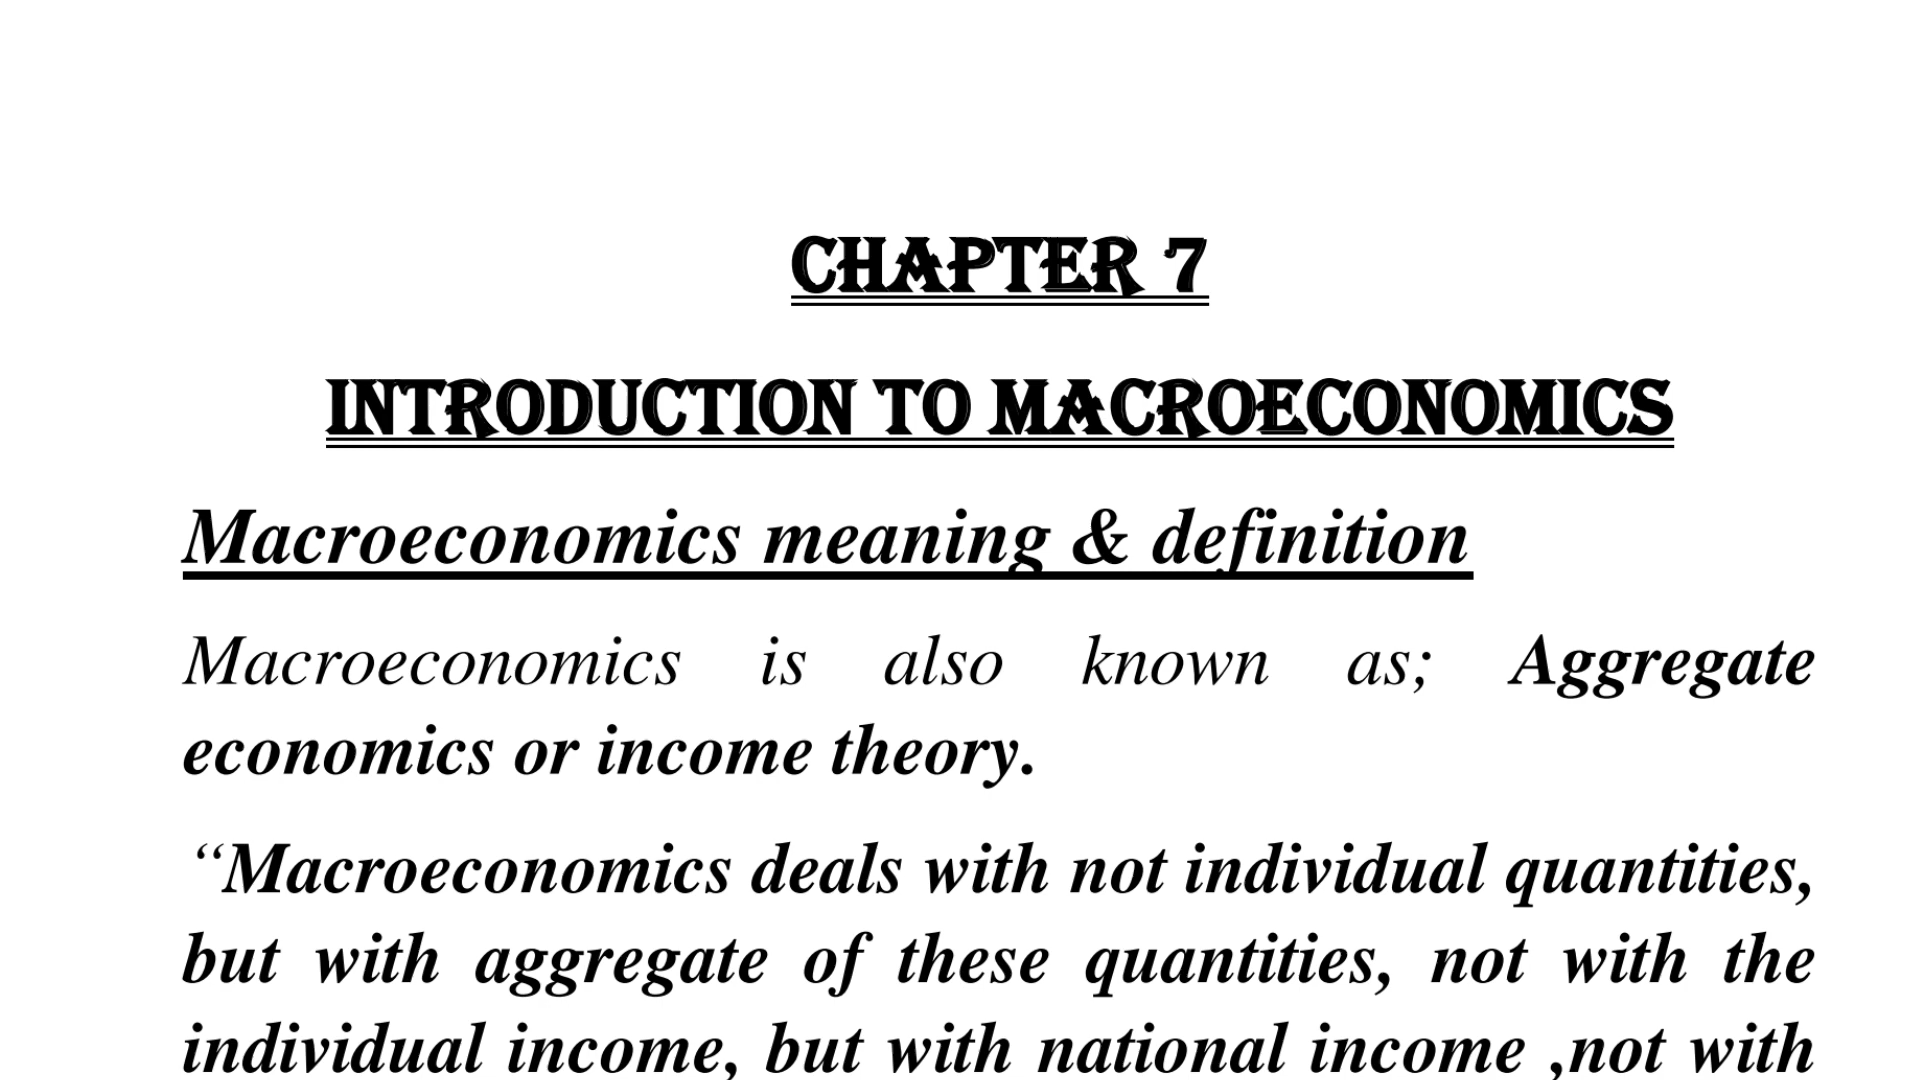 CHAPTER 7
INTRODUCTION TO MACROECONOMICS
Macroeconomics meaning & definition
Macroeconomics is also known as; Aggregate
economics or income theory.
“Macroeconomics deals with not individual quantities,
but with aggregate of these quantities, not with the
individual income, but with national income ,not with